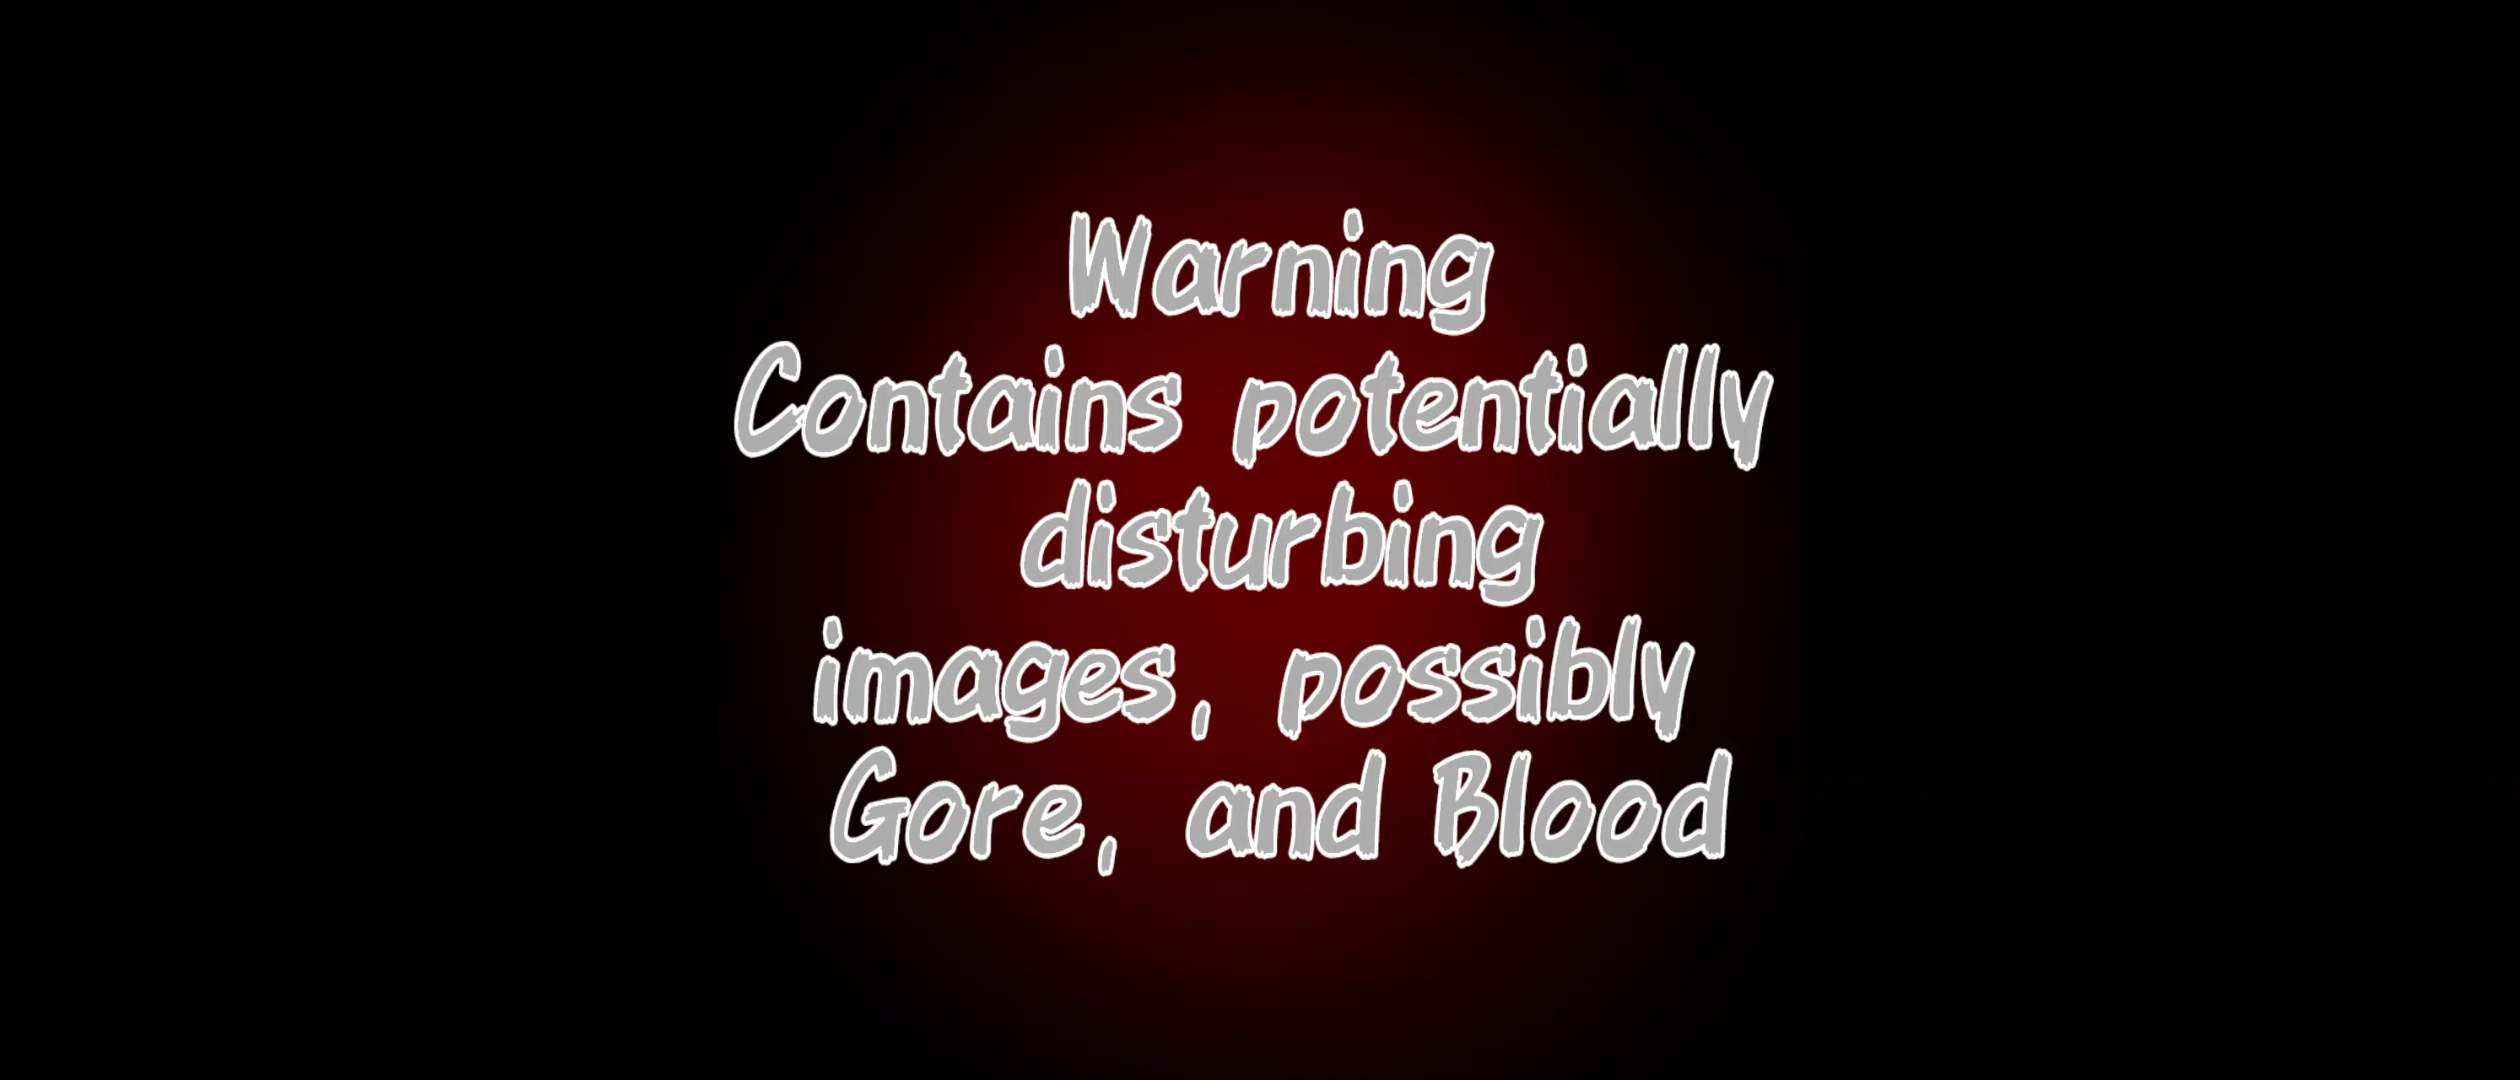 Warning
Contains potentially
disturbing
images, possibly
Gore, and Blood